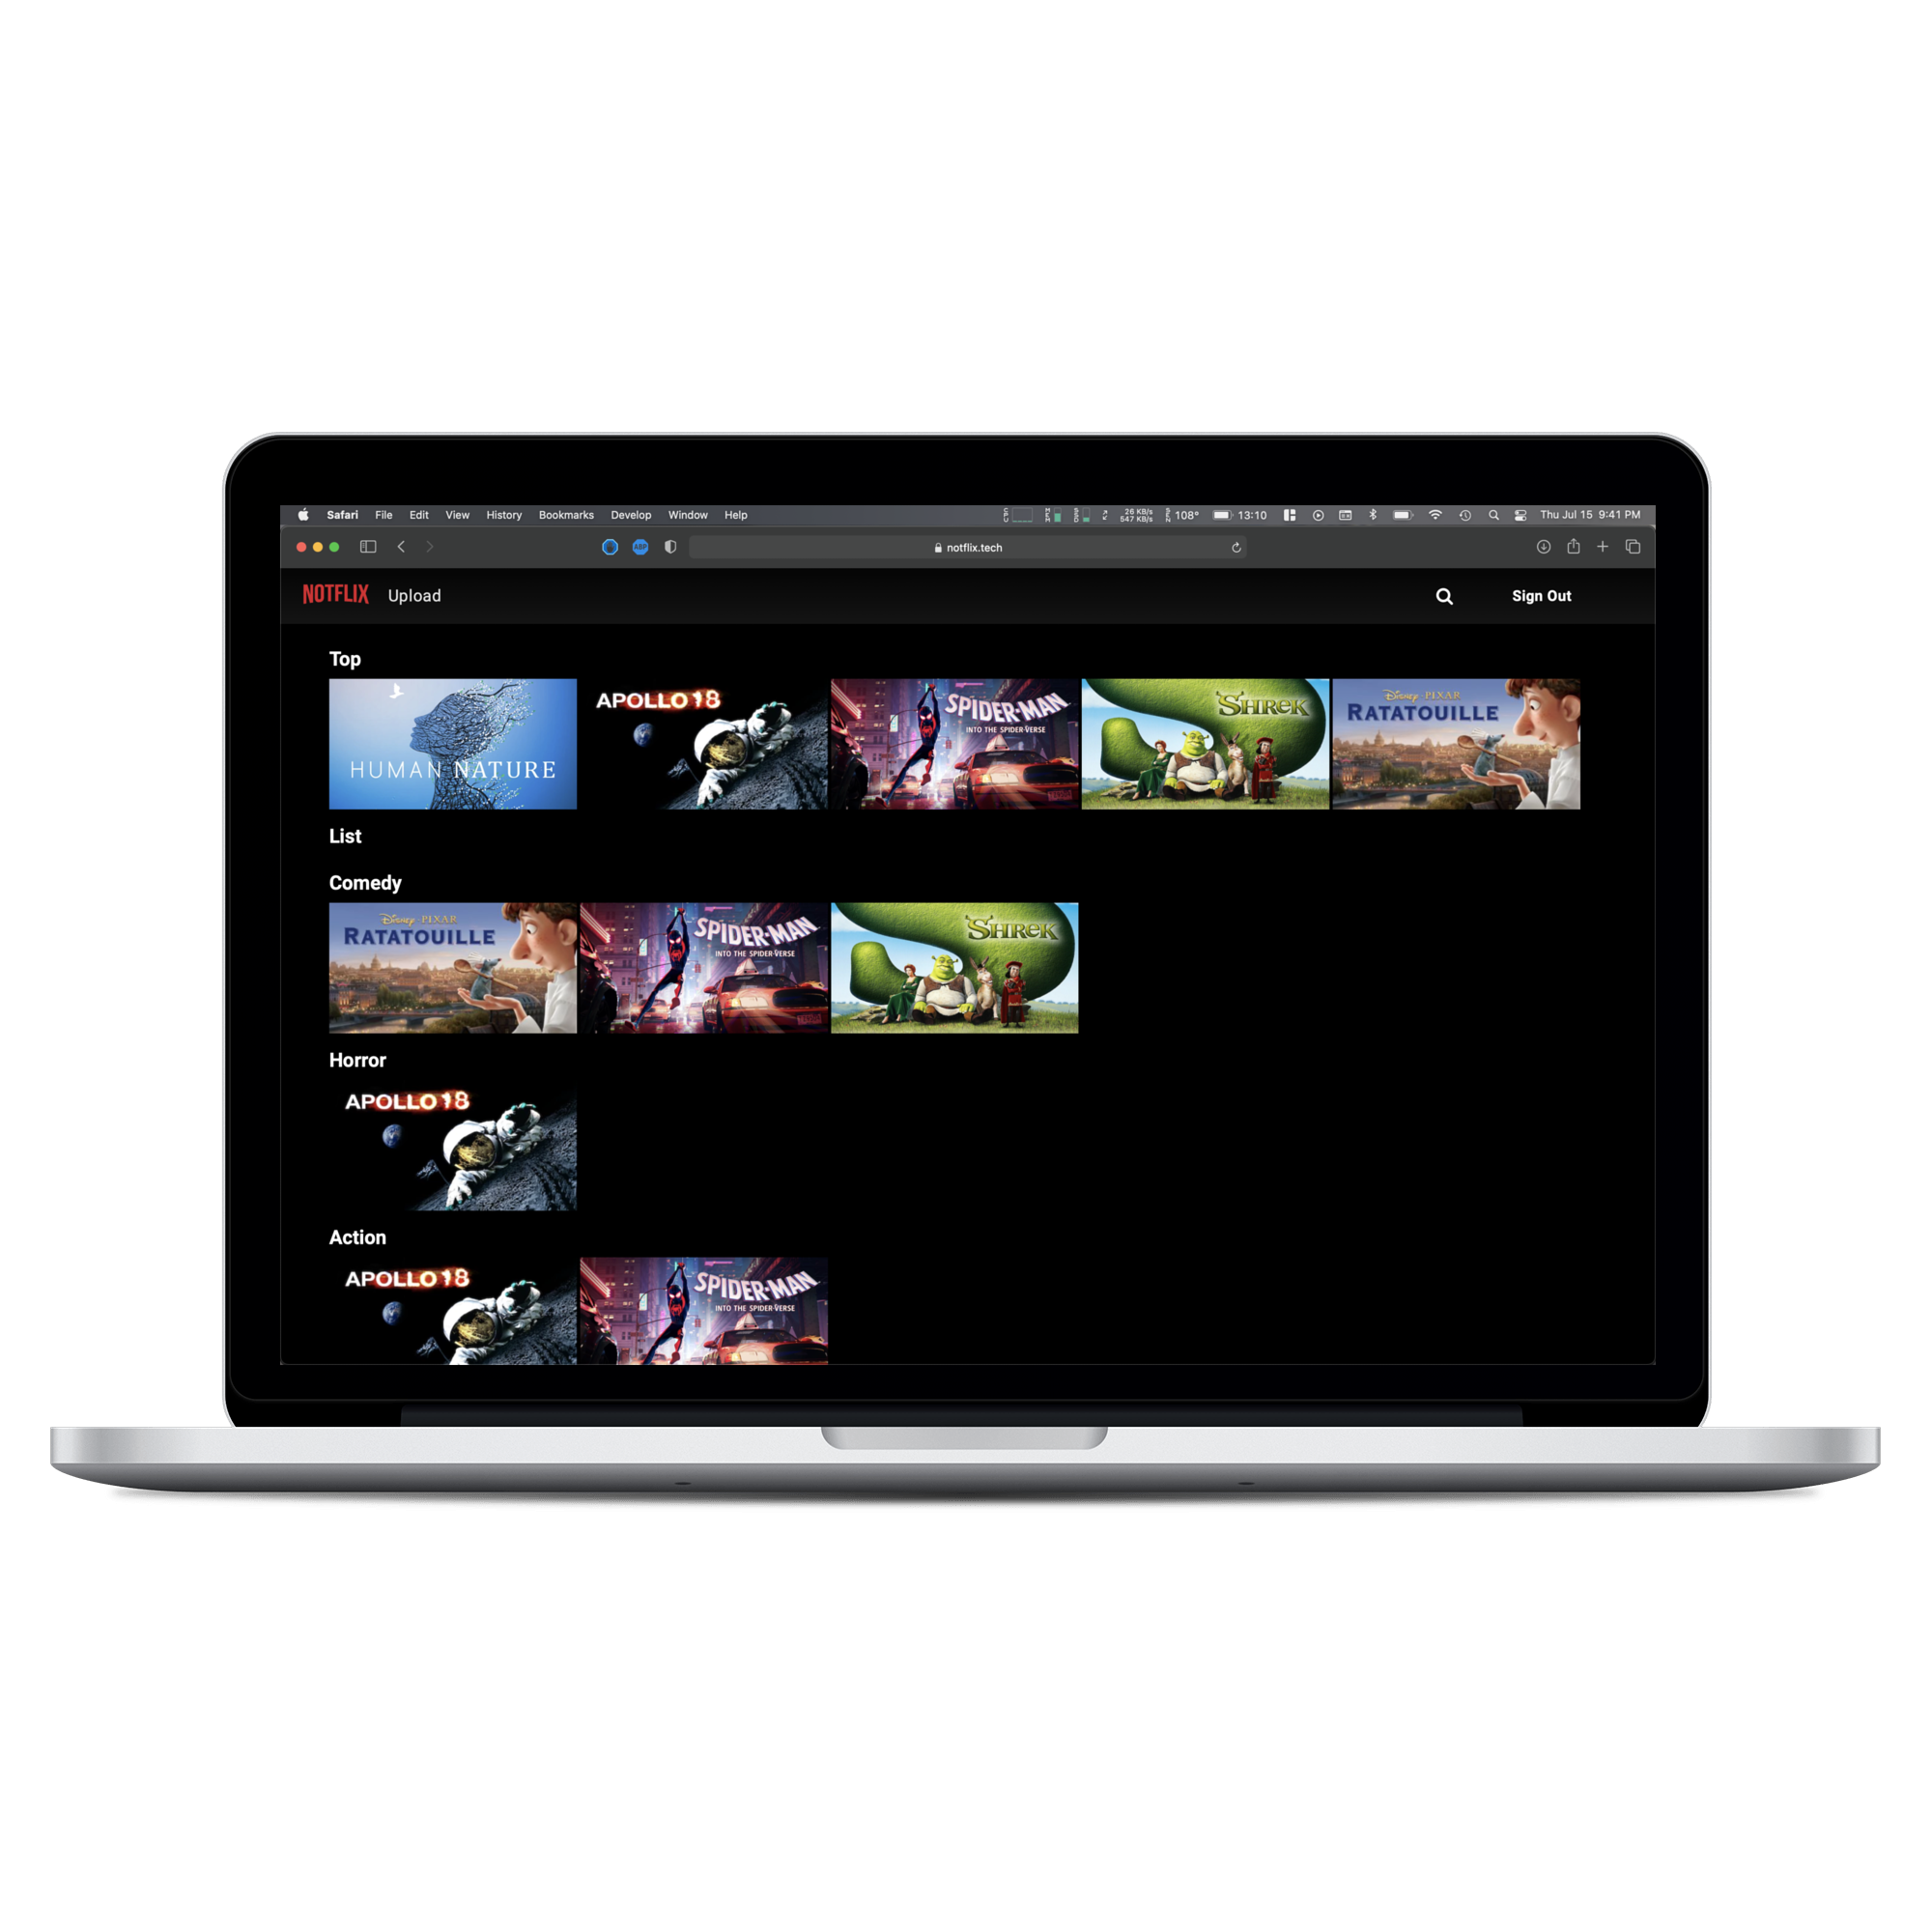 Safari File Edit View History Bookmarks Develop Window Help 26 KB/s 108° 13:10 Thu Jul 15 9:41 PM
547 KB/s
ABP notflix.tech
NOTFLIX Upload Sign Out
Top
HUMAN NATURE
APOLLO 18
SPIDER-MAN
INTO THE SPIDER-VERSE
SHREK
DISNEY · PIXAR
RATATOUILLE
List
Comedy
DISNEY · PIXAR
RATATOUILLE
SPIDER-MAN
INTO THE SPIDER-VERSE
SHREK
Horror
APOLLO 18
Action
APOLLO 18
SPIDER-MAN
INTO THE SPIDER-VERSE